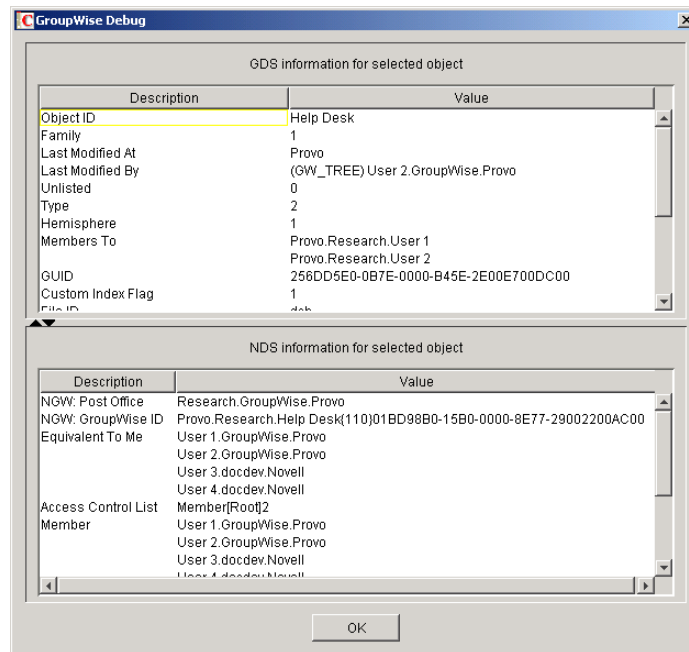 GroupWise Debug
GDS information for selected object
Description Value
Object ID Help Desk
Family 1
Last Modified At Provo
Last Modified By (GW_TREE) User 2.GroupWise.Provo
Unlisted 0
Type 2
Hemisphere 1
Members To Provo.Research.User 1
Provo.Research.User 2
GUID 256DD5E0-0B7E-0000-B45E-2E00E700DC00
Custom Index Flag 1
File ID
NDS information for selected object
Description Value
NGW: Post Office Research.GroupWise.Provo
NGW: GroupWise ID Provo.Research.Help Desk{110}01BD98B0-15B0-0000-8E77-29002200AC00
Equivalent To Me User 1.GroupWise.Provo
User 2.GroupWise.Provo
User 3.docdev.Novell
User 4.docdev.Novell
Access Control List Member[Root]2
Member User 1.GroupWise.Provo
User 2.GroupWise.Provo
User 3.docdev.Novell
User 4.docdev.Novell
OK